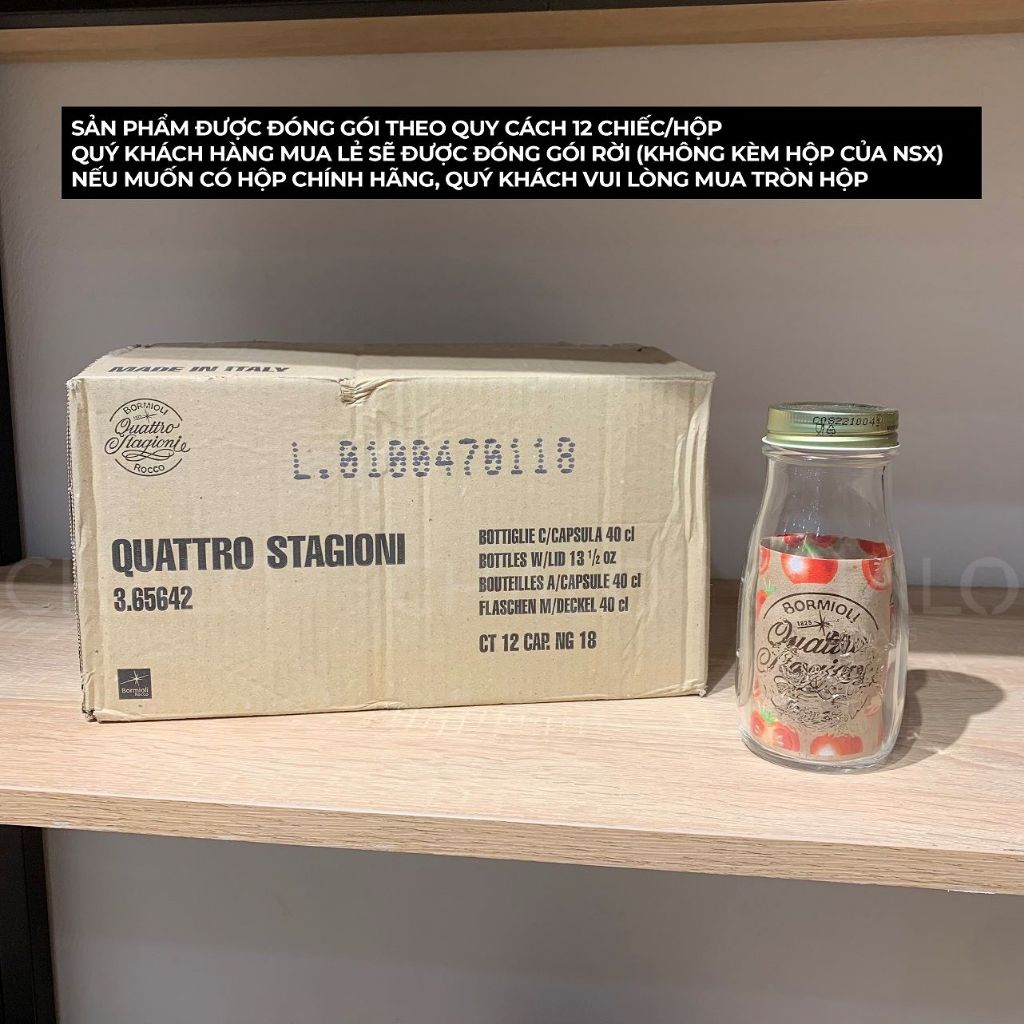 SẢN PHẨM ĐƯỢC ĐÓNG GÓI THEO QUY CÁCH 12 CHIẾC/HỘP
QUÝ KHÁCH HÀNG MUA LẺ SẼ ĐƯỢC ĐÓNG GÓI RỜI (KHÔNG KÈM HỘP CỦA NSX)
NẾU MUỐN CÓ HỘP CHÍNH HÃNG, QUÝ KHÁCH VUI LÒNG MUA TRÒN HỘP
MADE IN ITALY
BORMIOLI
1825
Quattro
Stagioni
ROCCO
L.0100470118
QUATTRO STAGIONI
3.65642
BOTTIGLIE C/CAPSULA 40 cl
BOTTLES W/LID 13 1/2 oz
BOUTEILLES A/CAPSULE 40 cl
FLASCHEN M/DECKEL 40 cl
CT 12 CAP. NG 18
Bormioli
Rocco
BORMIOLI
1825
Quattro
Stagioni